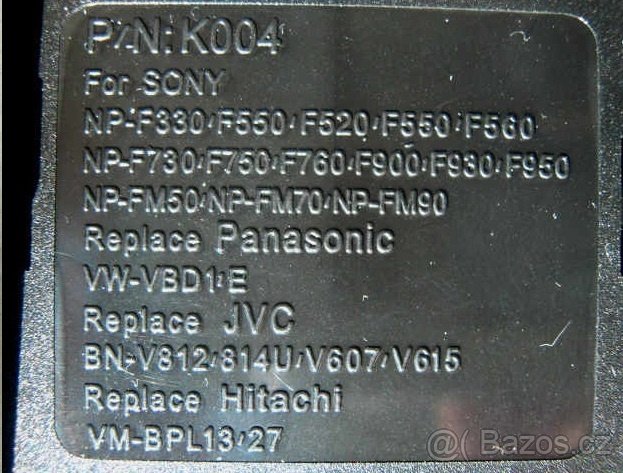 P/N: K004
For SONY
NP-F330/F550/F520/F550/F560
NP-F730/F750/F760/F900/F930/F950
NP-FM50/NP-FM70/NP-FM90
Replace Panasonic
VW-VBD1/E
Replace JVC
BN-V812/814U/V607/V615
Replace Hitachi
VM-BPL13/27
@ Bazos.cz